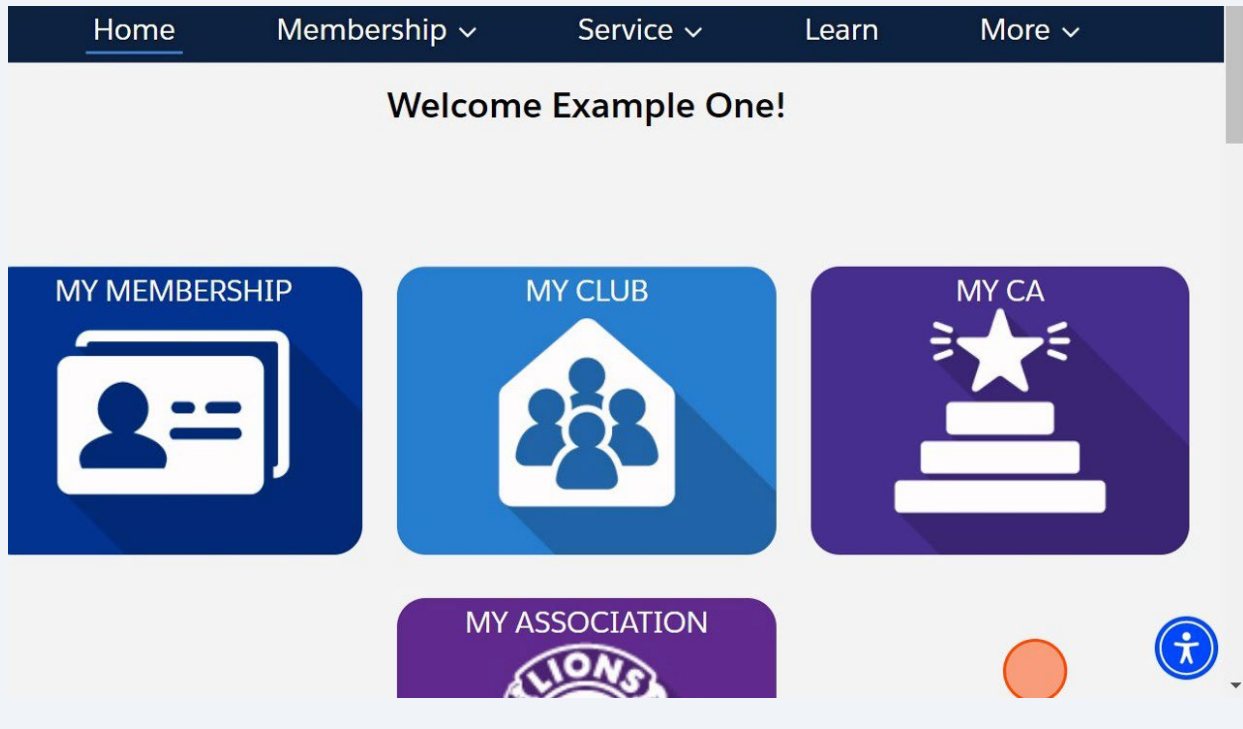 Home Membership Service Learn More
Welcome Example One!
MY MEMBERSHIP MY CLUB MY CA
MY ASSOCIATION
LIONS